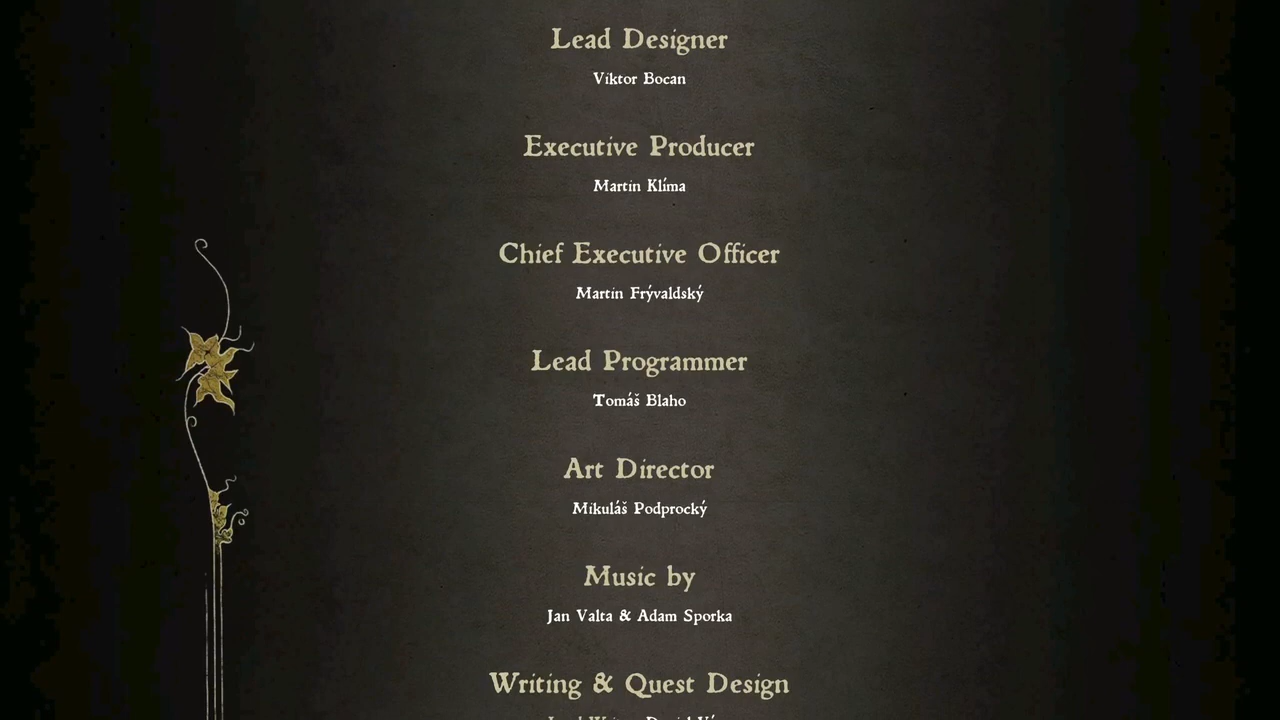 Lead Designer
Viktor Bocan
Executive Producer
Martin Klíma
Chief Executive Officer
Martin Frývaldský
Lead Programmer
Tomáš Blaho
Art Director
Mikuláš Podprocký
Music by
Jan Valta & Adam Sporka
Writing & Quest Design